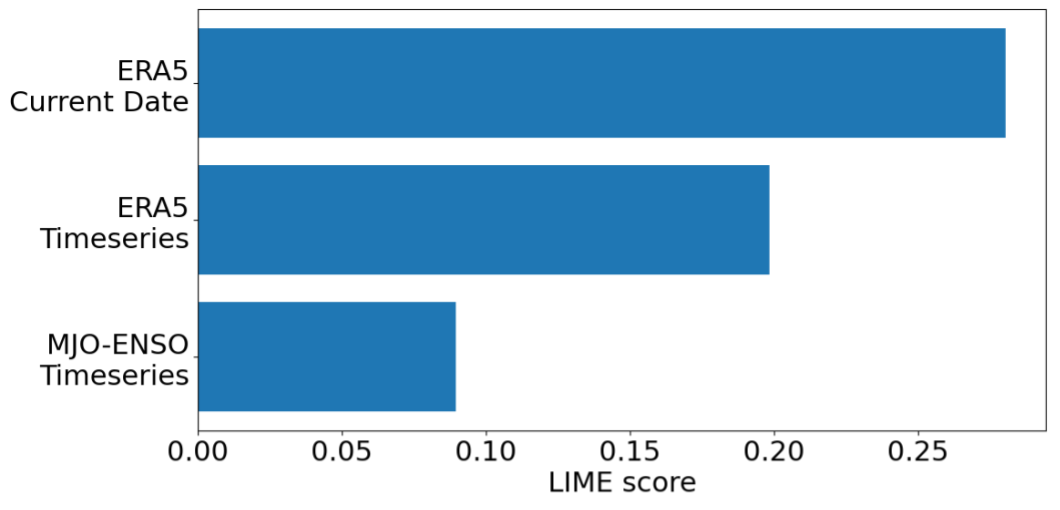 ERA5
Current Date
ERA5
Timeseries
MJO-ENSO
Timeseries
0.00 0.05 0.10 0.15 0.20 0.25
LIME score